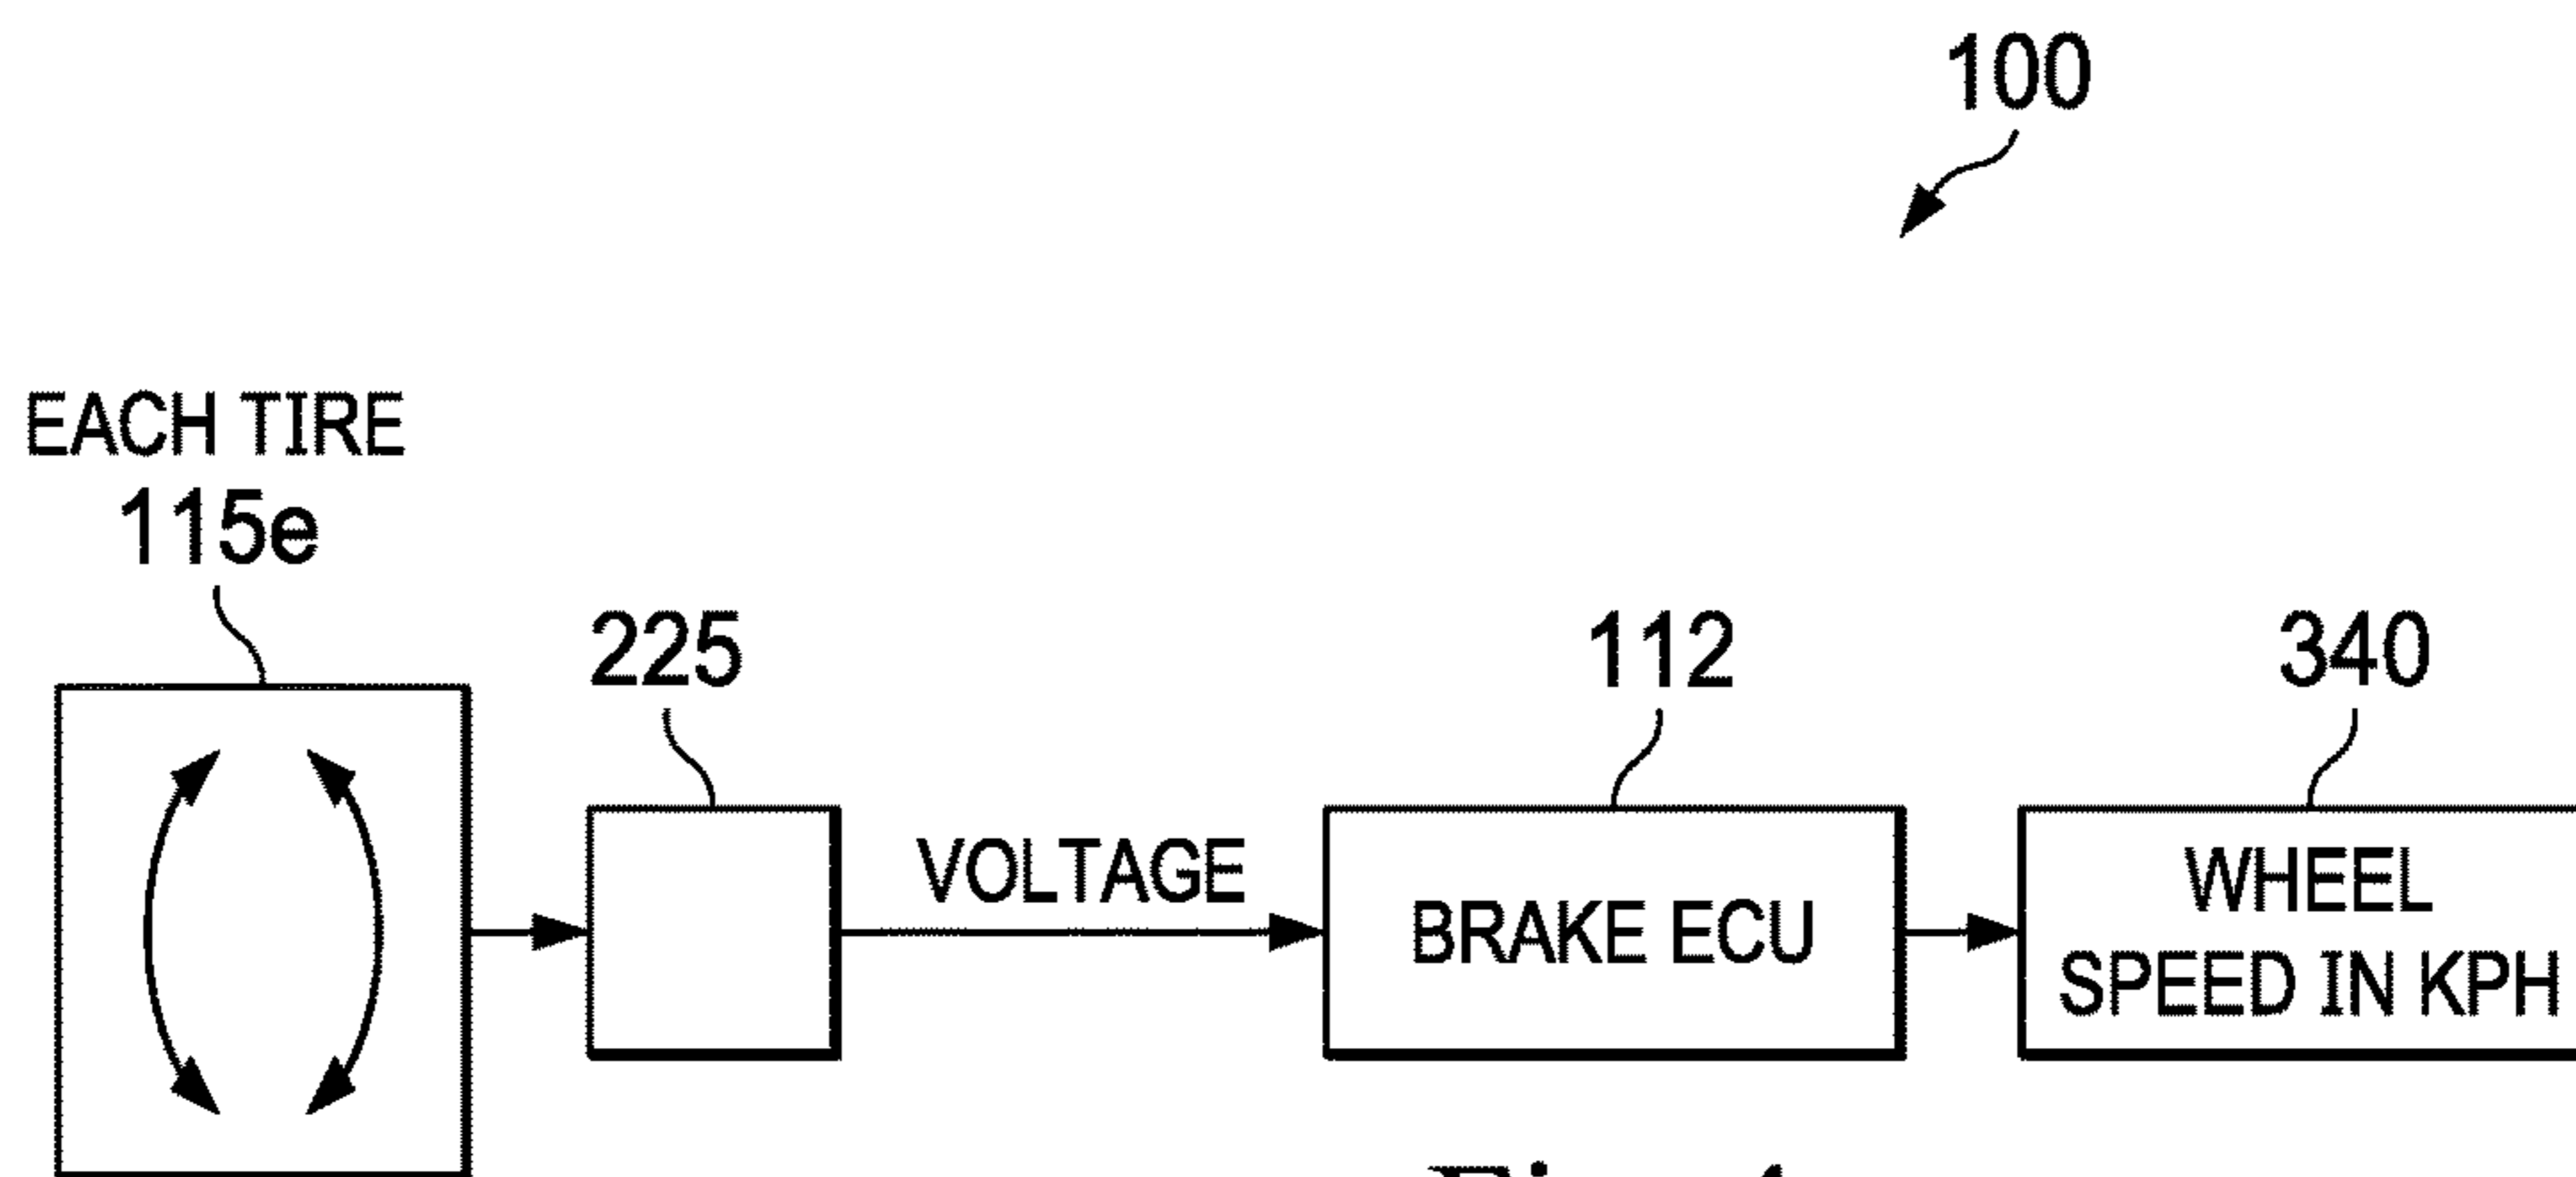 100
EACH TIRE
115e
225
112
340
VOLTAGE
BRAKE ECU
WHEEL
SPEED IN KPH